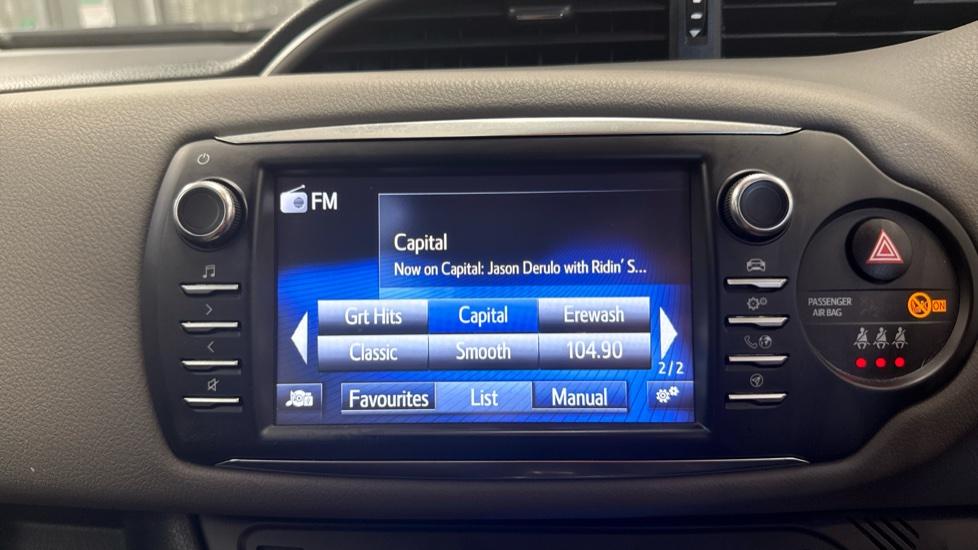 FM
Capital
Now on Capital: Jason Derulo with Ridin' S...
Grt Hits Capital Erewash
Classic Smooth 104.90
2/2
Favourites List Manual
PASSENGER
AIR BAG
ON